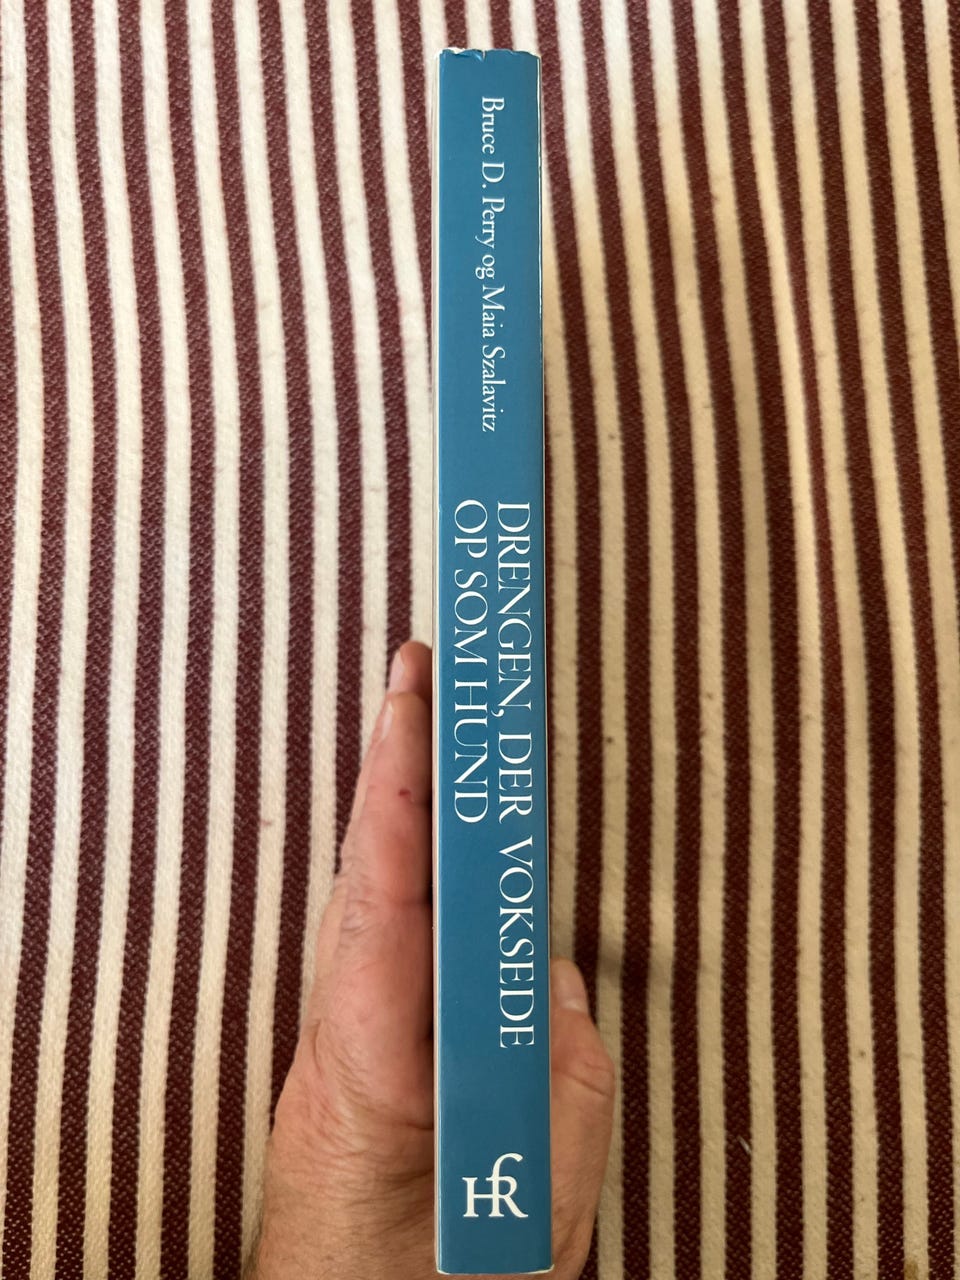 Bruce D. Perry og Maia Szalavitz
DRENGEN, DER VOKSEDE
OP SOM HUND
HR